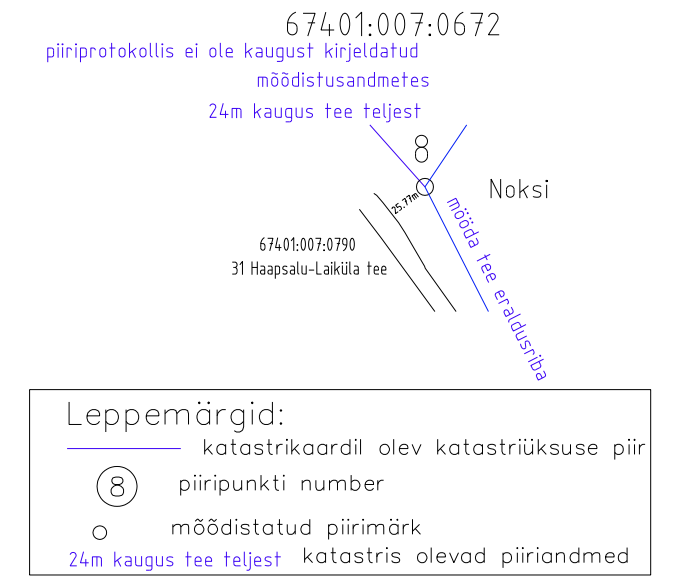 67401:007:0672
piiriprotokollis ei ole kaugust kirjeldatud
mõõdistusandmetes
24m kaugus tee teljest
8
Noksi
25.77m
mööda tee eraldusriba
67401:007:0790
31 Haapsalu-Laiküla tee
Leppemärgid:
katastrikaardil olev katastriüksuse piir
8 piiripunkti number
mõõdistatud piirimärk
24m kaugus tee teljest katastris olevad piiriandmed